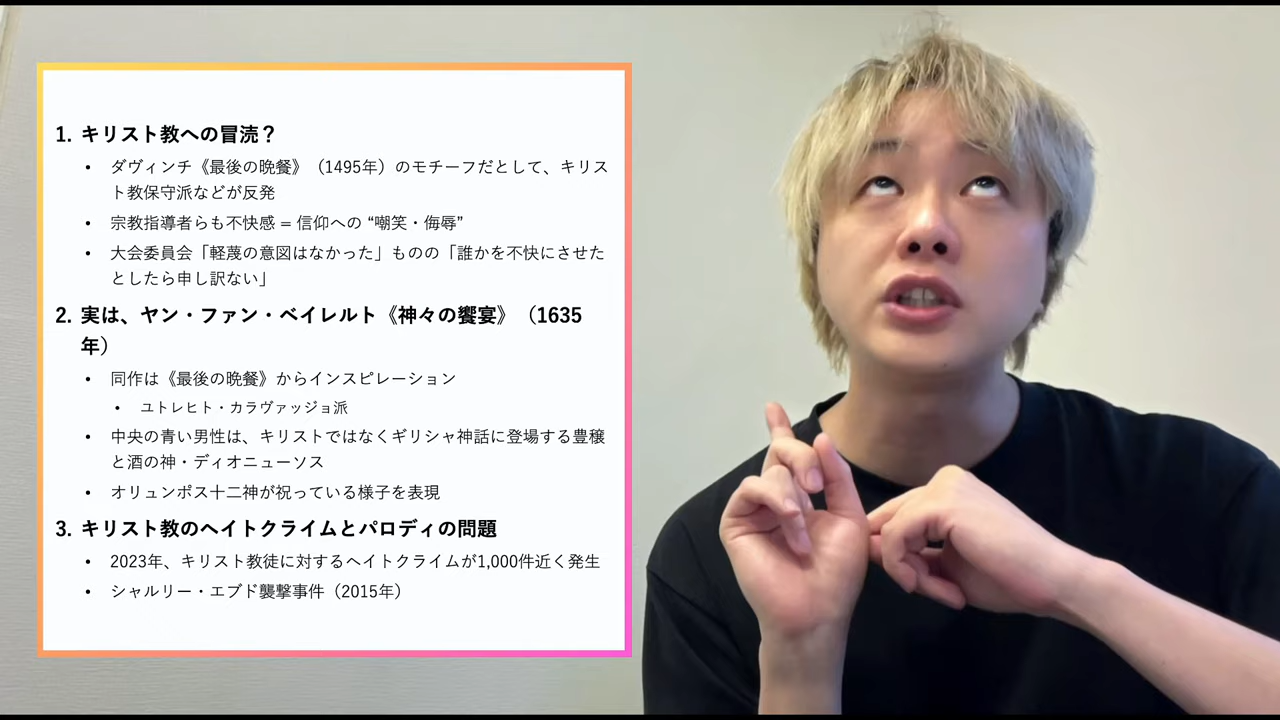 1. キリスト教への冒涜？
• ダヴィンチ《最後の晩餐》（1495年）のモチーフだとして、キリス
ト教保守派などが反発
• 宗教指導者らも不快感 = 信仰への “嘲笑・侮辱”
• 大会委員会「軽蔑の意図はなかった」ものの「誰かを不快にさせた
としたら申し訳ない」
2. 実は、ヤン・ファン・ベイレルト《神々の饗宴》（1635
年）
• 同作は《最後の晩餐》からインスピレーション
• ユトレヒト・カラヴァッジョ派
• 中央の青い男性は、キリストではなくギリシャ神話に登場する豊穣
と酒の神・ディオニューソス
• オリュンポス十二神が祝っている様子を表現
3. キリスト教のヘイトクライムとパロディの問題
• 2023年、キリスト教徒に対するヘイトクライムが1,000件近く発生
• シャルリー・エブド襲撃事件（2015年）